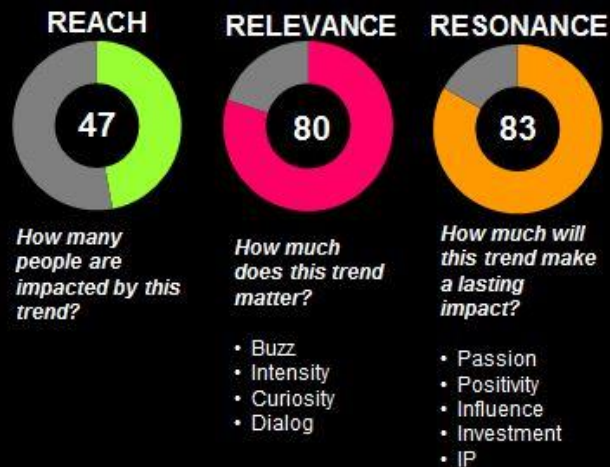 REACH
47
How many
people are
impacted by this
trend?
RELEVANCE
80
How much
does this trend
matter?
• Buzz
• Intensity
• Curiosity
• Dialog
RESONANCE
83
How much will
this trend make
a lasting
impact?
• Passion
• Positivity
• Influence
• Investment
• IP